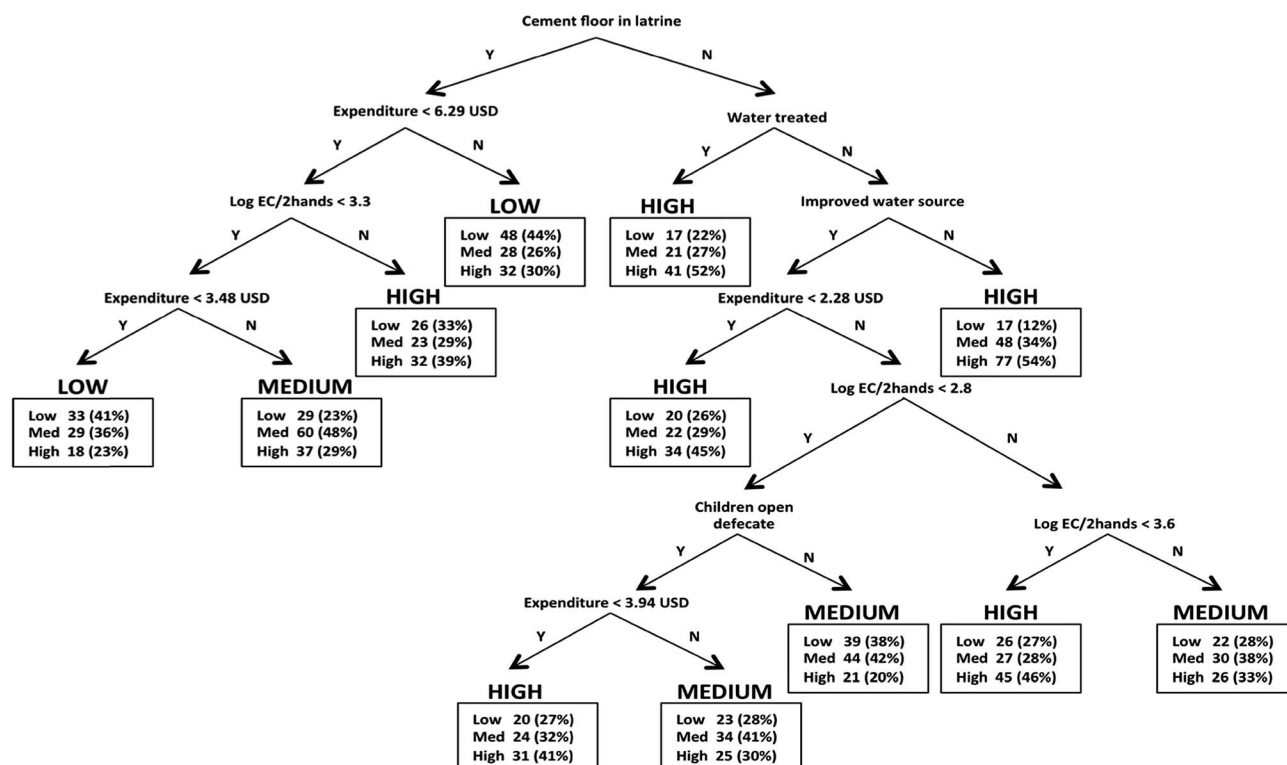 Cement floor in latrine
Y
N
Expenditure < 6.29 USD
Water treated
Y
N
Y
N
Log EC/2hands < 3.3
LOW
Low 48 (44%)
Med 28 (26%)
High 32 (30%)
HIGH
Low 17 (22%)
Med 21 (27%)
High 41 (52%)
Improved water source
Y
N
Y
N
Expenditure < 3.48 USD
HIGH
Low 26 (33%)
Med 23 (29%)
High 32 (39%)
Expenditure < 2.28 USD
HIGH
Low 17 (12%)
Med 48 (34%)
High 77 (54%)
Y
N
Y
N
LOW
Low 33 (41%)
Med 29 (36%)
High 18 (23%)
MEDIUM
Low 29 (23%)
Med 60 (48%)
High 37 (29%)
HIGH
Low 20 (26%)
Med 22 (29%)
High 34 (45%)
Log EC/2hands < 2.8
Y
N
Children open
defecate
Log EC/2hands < 3.6
Y
N
Y
N
Expenditure < 3.94 USD
MEDIUM
Low 39 (38%)
Med 44 (42%)
High 21 (20%)
HIGH
Low 26 (27%)
Med 27 (28%)
High 45 (46%)
MEDIUM
Low 22 (28%)
Med 30 (38%)
High 26 (33%)
Y
N
HIGH
Low 20 (27%)
Med 24 (32%)
High 31 (41%)
MEDIUM
Low 23 (28%)
Med 34 (41%)
High 25 (30%)